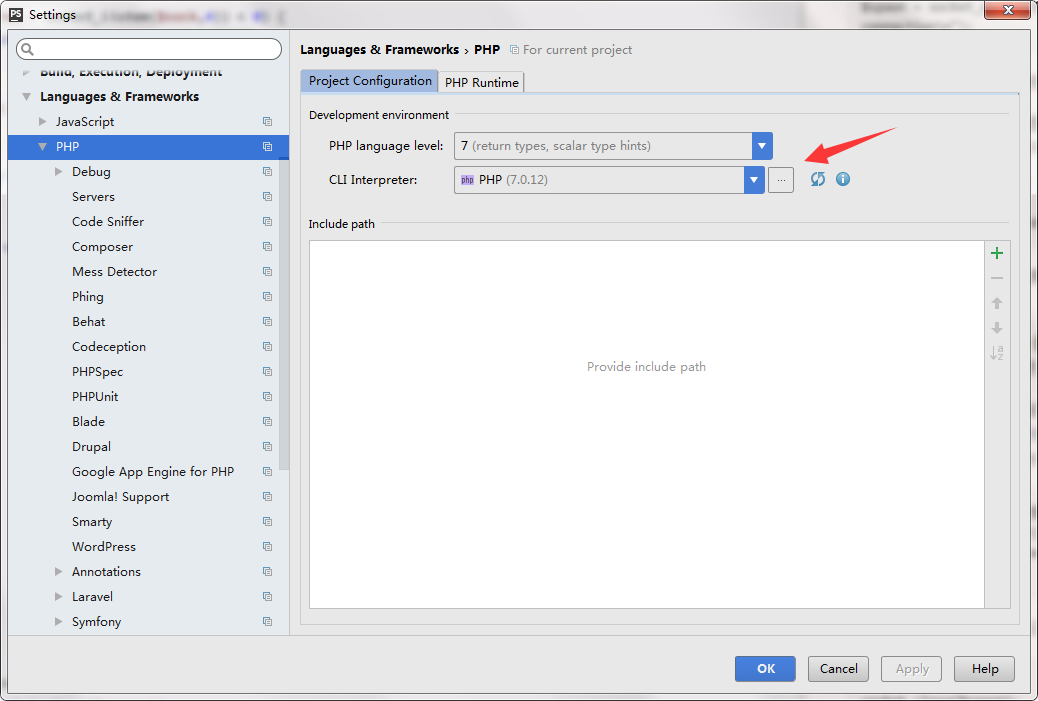 PS Settings
Languages & Frameworks › PHP For current project
Build, Execution, Deployment
Languages & Frameworks
JavaScript
PHP
Debug
Servers
Code Sniffer
Composer
Mess Detector
Phing
Behat
Codeception
PHPSpec
PHPUnit
Blade
Drupal
Google App Engine for PHP
Joomla! Support
Smarty
WordPress
Annotations
Laravel
Symfony
Project Configuration PHP Runtime
Development environment
PHP language level: 7 (return types, scalar type hints)
CLI Interpreter: php PHP (7.0.12) ...
Include path
Provide include path
OK Cancel Apply Help